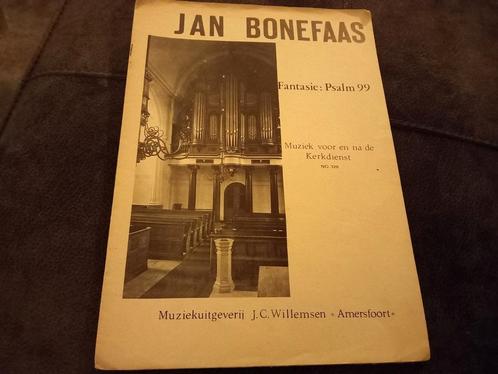 JAN BONEFAAS
Fantasie: Psalm 99
Muziek voor en na de
Kerkdienst
Muziekuitgeverij J.C. Willemsen - Amersfoort -